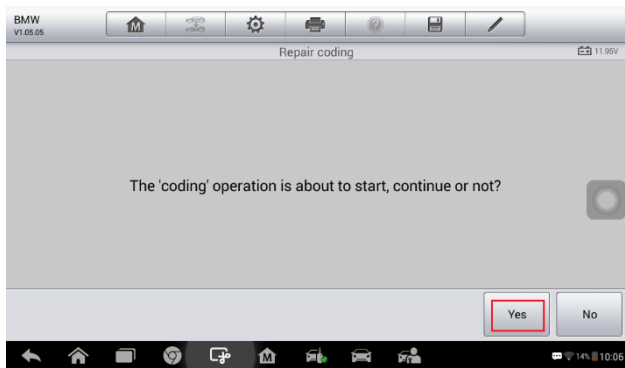 BMW
V1.05.05
M
Repair coding
11.95V
The 'coding' operation is about to start, continue or not?
Yes
No
M
14%
10:06